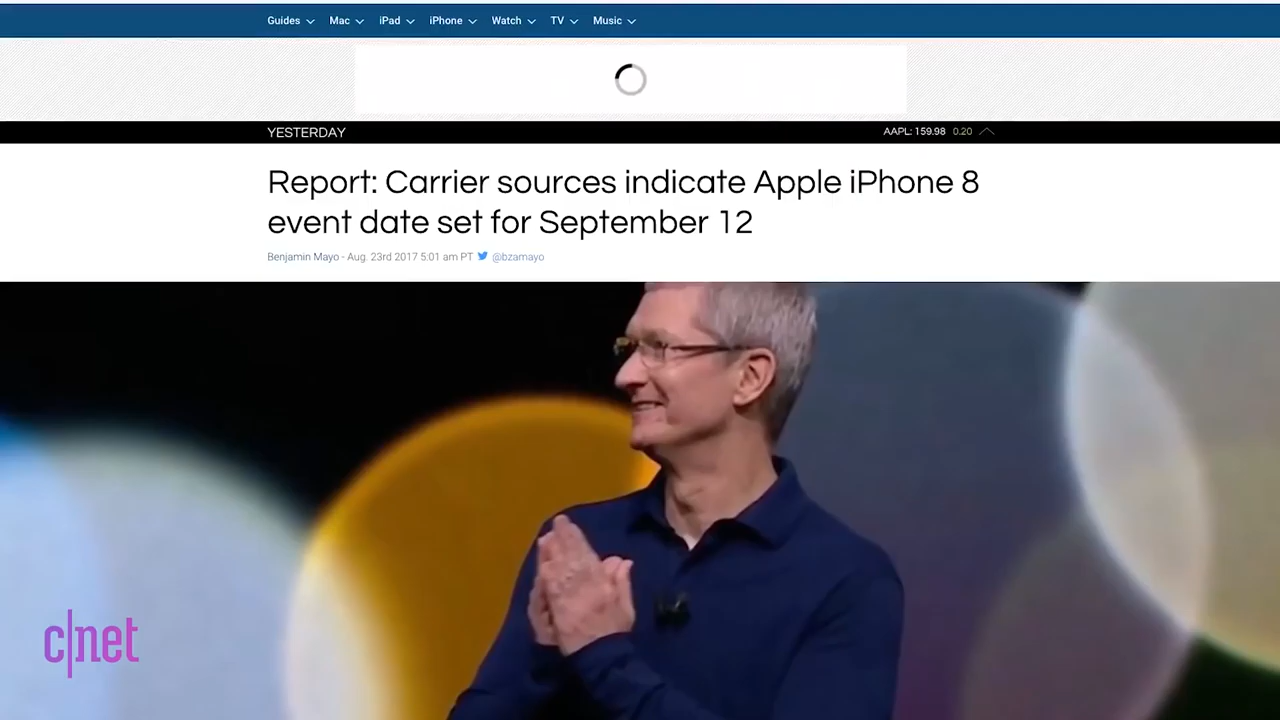 Guides Mac iPad iPhone Watch TV Music
YESTERDAY AAPL: 159.98 0.20
Report: Carrier sources indicate Apple iPhone 8
event date set for September 12
Benjamin Mayo - Aug. 23rd 2017 5:01 am PT @bzamayo
c|net